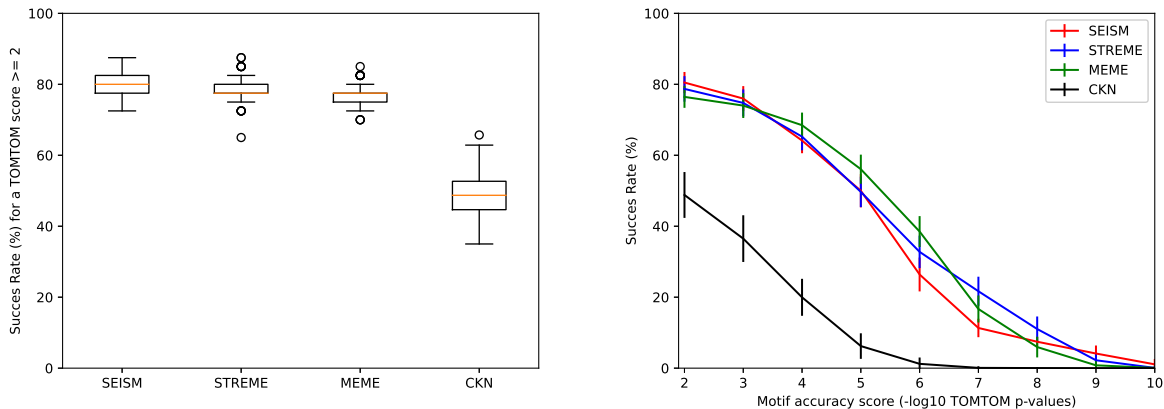 Succes Rate (%) for a TOMTOM score >= 2
100
80
60
40
20
0
SEISM STREME MEME CKN
Succes Rate (%)
100
80
60
40
20
0
2 3 4 5 6 7 8 9 10
Motif accuracy score (-log10 TOMTOM p-values)
SEISM
STREME
MEME
CKN